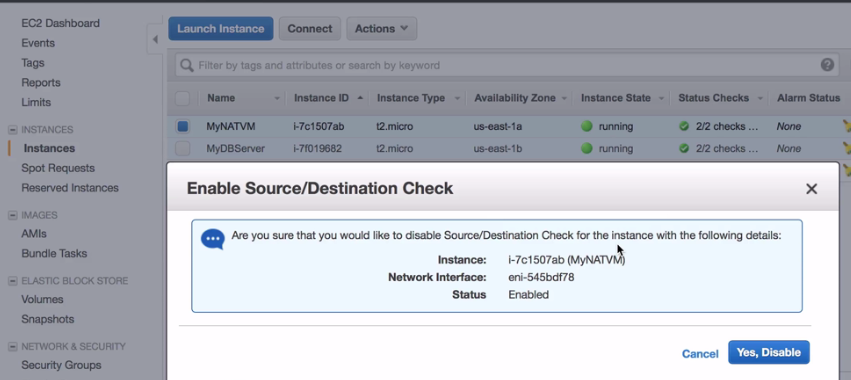 EC2 Dashboard
Events
Tags
Reports
Limits
INSTANCES
Instances
Spot Requests
Reserved Instances
IMAGES
AMIs
Bundle Tasks
ELASTIC BLOCK STORE
Volumes
Snapshots
NETWORK & SECURITY
Security Groups
Launch Instance Connect Actions
Filter by tags and attributes or search by keyword
Name Instance ID Instance Type Availability Zone Instance State Status Checks Alarm Status
MyNATVM i-7c1507ab t2.micro us-east-1a running 2/2 checks ... None
MyDBServer i-7f019682 t2.micro us-east-1b running 2/2 checks ... None
Enable Source/Destination Check
Are you sure that you would like to disable Source/Destination Check for the instance with the following details:
Instance: i-7c1507ab (MyNATVM)
Network Interface: eni-545bdf78
Status Enabled
Cancel Yes, Disable